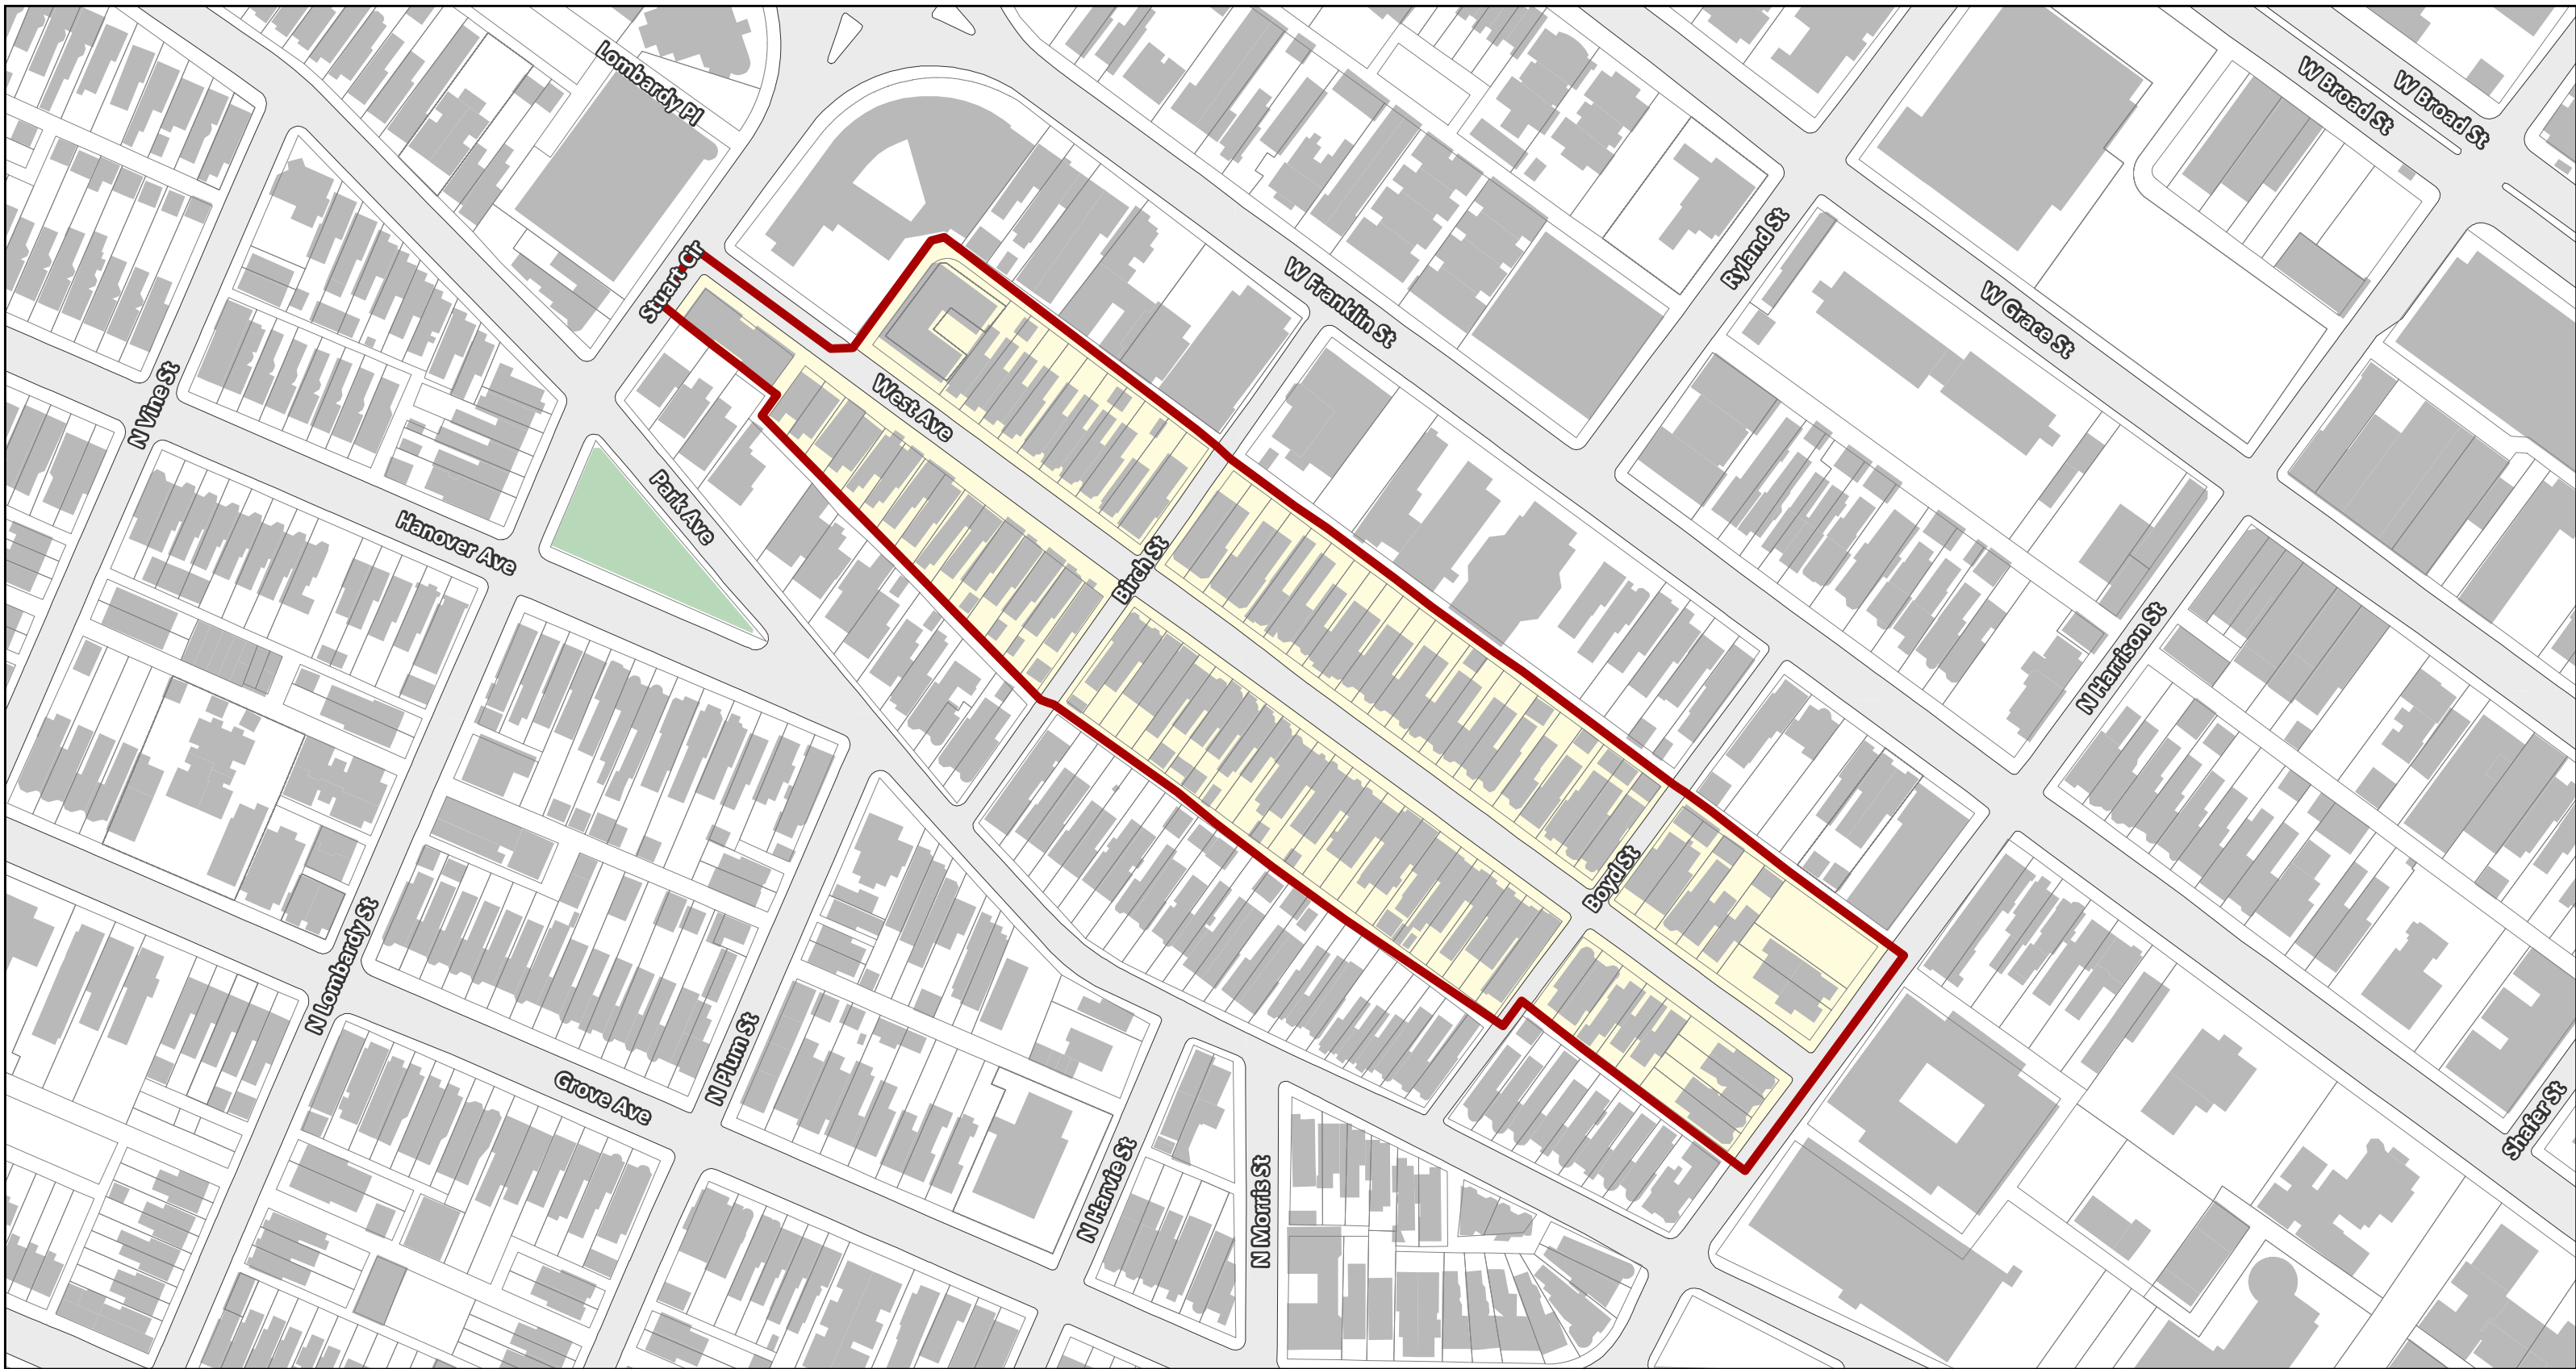 Lombardy Pl
W Broad St
W Broad St
Stuart Cir
Ryland St
W Franklin St
W Grace St
N Vine St
West Ave
Park Ave
Hanover Ave
Birch St
N Harrison St
Boyd St
N Lombardy St
N Plum St
Grove Ave
N Harvie St
N Morris St
Shafer St